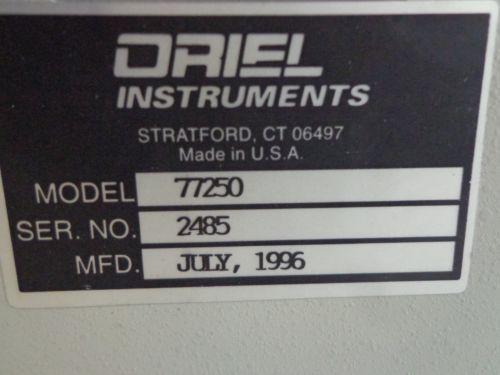 ORIEL
INSTRUMENTS
STRATFORD, CT 06497
Made in U.S.A.
MODEL 77250
SER. NO. 2485
MFD. JULY, 1996